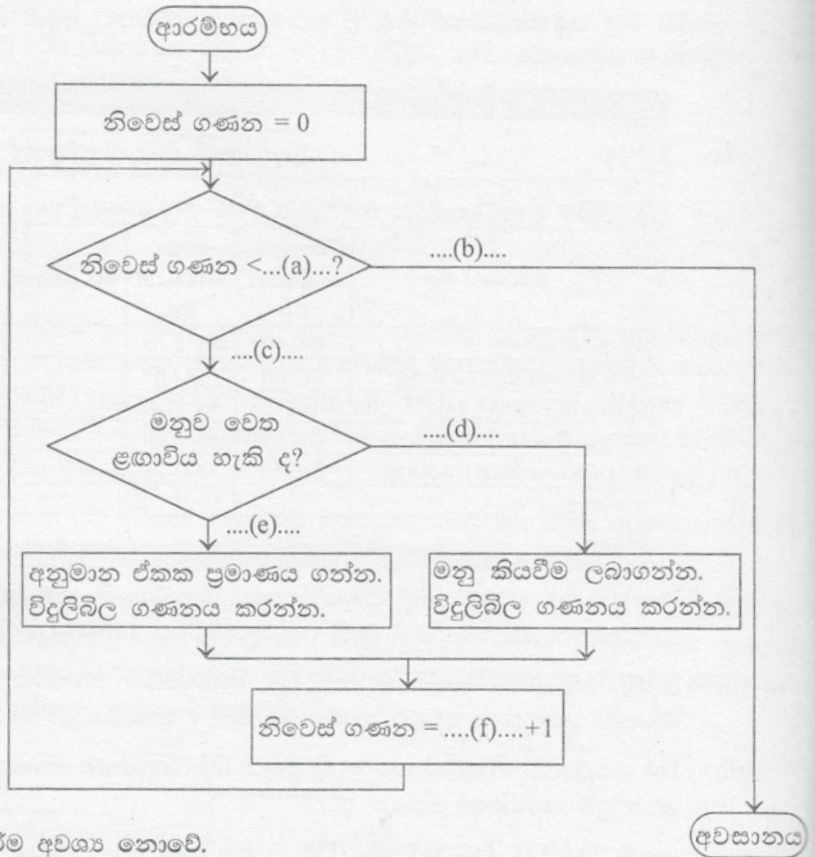 ආරම්භය
නිවෙස් ගණන = 0
නිවෙස් ගණන <...(a)...?
....(b)....
....(c)....
මනුව වෙත
ළඟාවිය හැකි ද?
....(d)....
....(e)....
අනුමාන ඒකක ප්‍රමාණය ගන්න.
විදුලිබිල ගණනය කරන්න.
මනු කියවීම ලබාගන්න.
විදුලිබිල ගණනය කරන්න.
නිවෙස් ගණන = ....(f)....+1
අවසානය
අවශ්‍ය නොවේ.